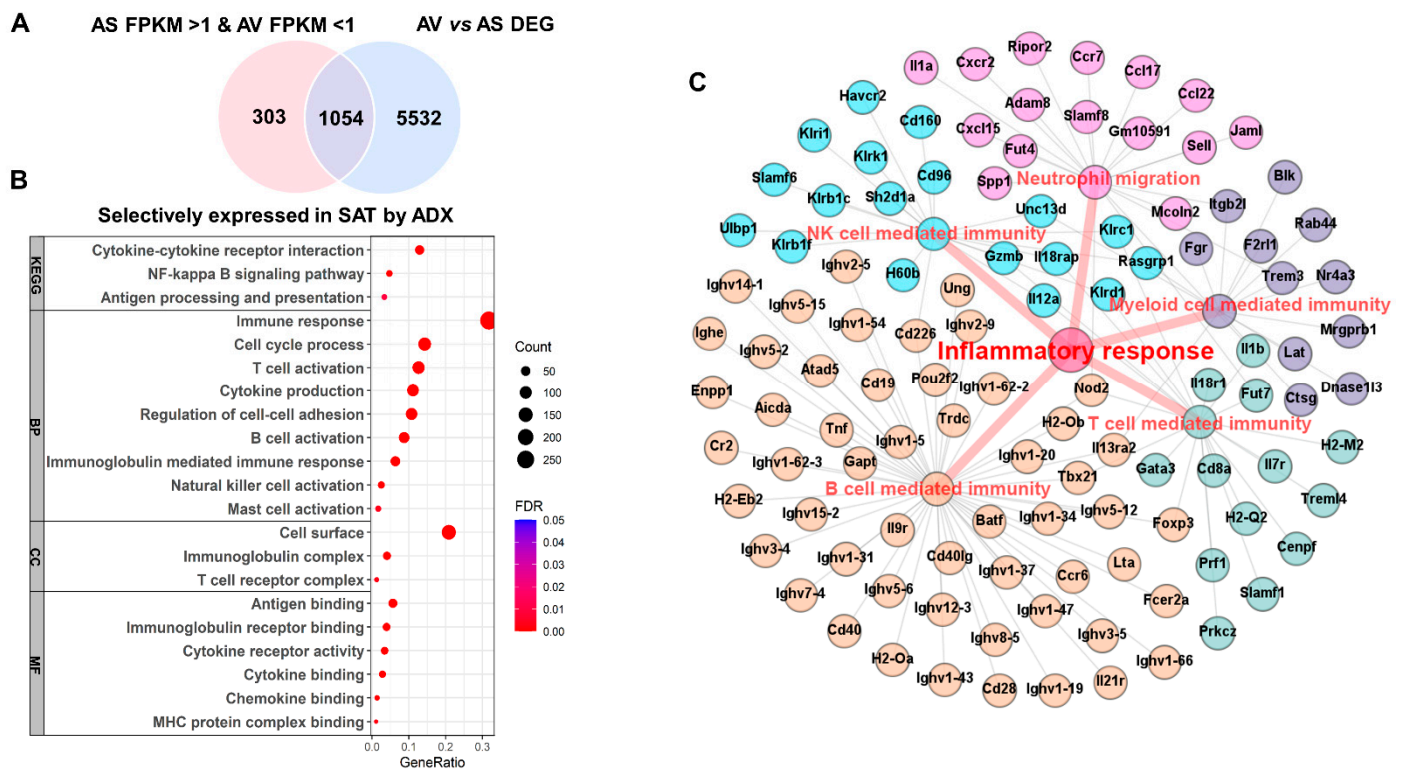 A
AS FPKM >1 & AV FPKM <1
AV vs AS DEG
303
1054
5532
B
Selectively expressed in SAT by ADX
KEGG
Cytokine-cytokine receptor interaction
NF-kappa B signaling pathway
Antigen processing and presentation
BP
Immune response
Cell cycle process
T cell activation
Cytokine production
Regulation of cell-cell adhesion
B cell activation
Immunoglobulin mediated immune response
Natural killer cell activation
Mast cell activation
CC
Cell surface
Immunoglobulin complex
T cell receptor complex
MF
Antigen binding
Immunoglobulin receptor binding
Cytokine receptor activity
Cytokine binding
Chemokine binding
MHC protein complex binding
0.0
0.1
0.2
0.3
GeneRatio
Count
50
100
150
200
250
FDR
0.05
0.04
0.03
0.02
0.01
0.00
C
Il1a
Cxcr2
Ripor2
Ccr7
Ccl17
Ccl22
Jaml
Sell
Gm10591
Slamf8
Adam8
Cxcl15
Fut4
Spp1
Neutrophil migration
Mcoln2
Havcr2
Cd160
Klri1
Klrk1
Cd96
Slamf6
Klrb1c
Sh2d1a
Ulbp1
Klrb1f
NK cell mediated immunity
H60b
Unc13d
Klrc1
Gzmb
Il18rap
Rasgrp1
Il12a
Klrd1
Blk
Itgb2l
Rab44
Fgr
F2rl1
Trem3
Nr4a3
Myeloid cell mediated immunity
Mrgprb1
Lat
Dnase1l3
Ctsg
Inflammatory response
Il1b
Il18r1
Fut7
T cell mediated immunity
H2-M2
Il7r
Gata3
Cd8a
Treml4
H2-Q2
Cenpf
Prf1
Slamf1
Prkcz
Ighv2-5
Ighv14-1
Ung
Ighv5-15
Ighv1-54
Ighv2-9
Cd226
Ighe
Ighv5-2
Atad5
Cd19
Pou2f2
Ighv1-62-2
Nod2
Enpp1
Aicda
Tnf
Trdc
H2-Ob
Cr2
Ighv1-5
Ighv1-20
Il13ra2
Ighv1-62-3
Gapt
Tbx21
B cell mediated immunity
H2-Eb2
Ighv15-2
Il9r
Batf
Ighv1-34
Ighv5-12
Foxp3
Ighv3-4
Ighv1-31
Cd40lg
Ighv1-37
Ccr6
Lta
Ighv7-4
Ighv5-6
Ighv12-3
Ighv1-47
Fcer2a
Cd40
Ighv8-5
Ighv3-5
H2-Oa
Ighv1-43
Cd28
Ighv1-19
Il21r
Ighv1-66